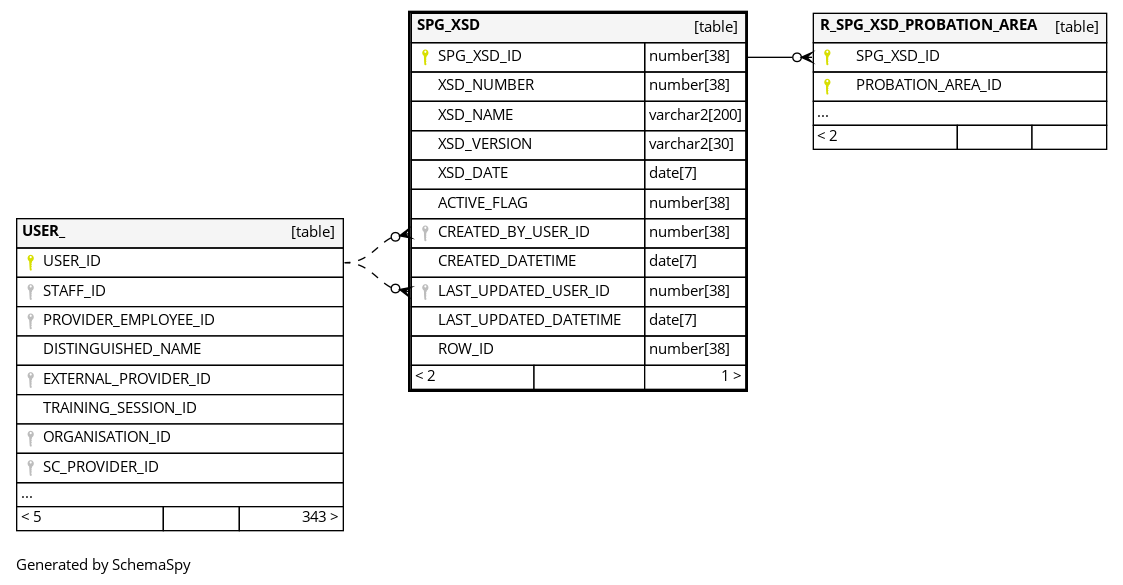 SPG_XSD [table]
SPG_XSD_ID number[38]
XSD_NUMBER number[38]
XSD_NAME varchar2[200]
XSD_VERSION varchar2[30]
XSD_DATE date[7]
ACTIVE_FLAG number[38]
CREATED_BY_USER_ID number[38]
CREATED_DATETIME date[7]
LAST_UPDATED_USER_ID number[38]
LAST_UPDATED_DATETIME date[7]
ROW_ID number[38]
< 2 1 >
R_SPG_XSD_PROBATION_AREA [table]
SPG_XSD_ID
PROBATION_AREA_ID
...
< 2
USER_ [table]
USER_ID
STAFF_ID
PROVIDER_EMPLOYEE_ID
DISTINGUISHED_NAME
EXTERNAL_PROVIDER_ID
TRAINING_SESSION_ID
ORGANISATION_ID
SC_PROVIDER_ID
...
< 5 343 >
Generated by SchemaSpy